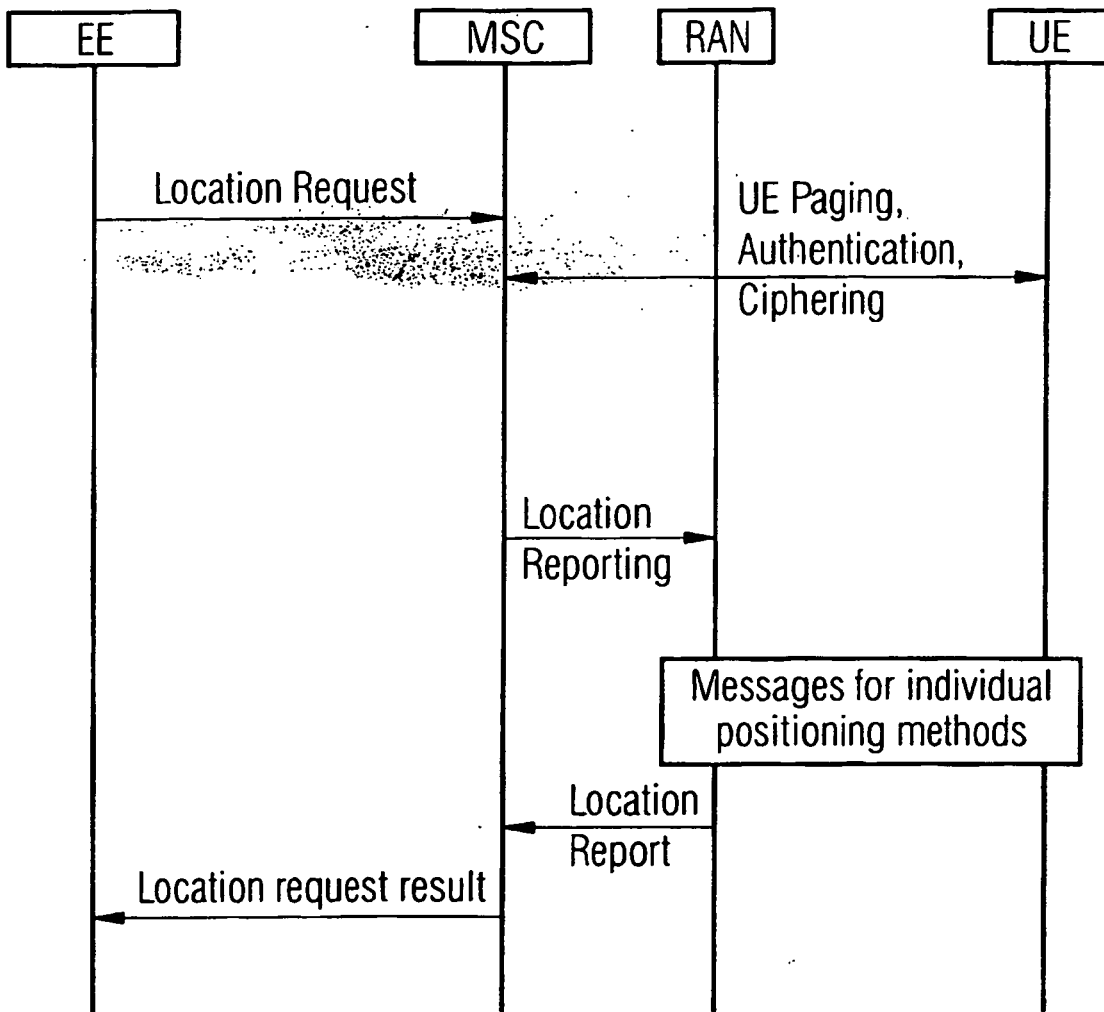 EE
MSC
RAN
UE
Location Request
UE Paging,
Authentication,
Ciphering
Location
Reporting
Messages for individual
positioning methods
Location
Report
Location request result